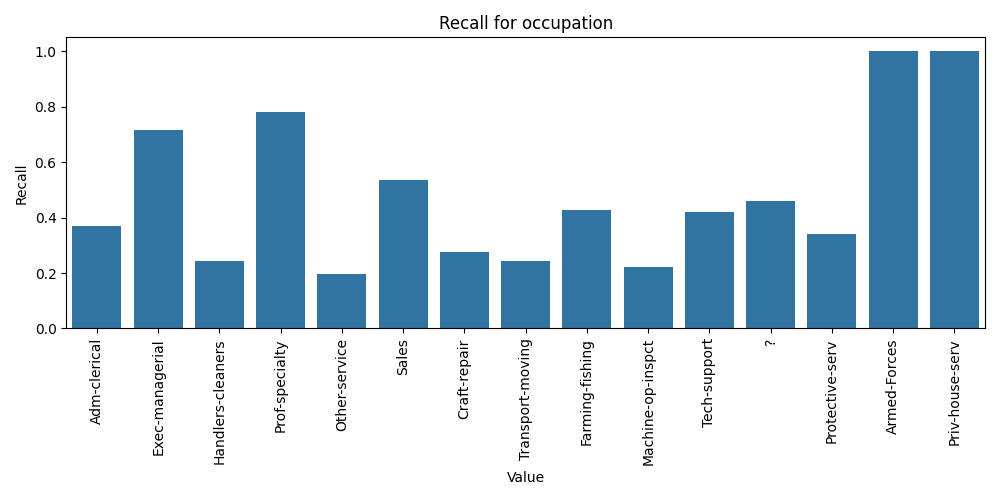 Recall for occupation
Recall
1.0
0.8
0.6
0.4
0.2
0.0
Adm-clerical
Exec-managerial
Handlers-cleaners
Prof-specialty
Other-service
Sales
Craft-repair
Transport-moving
Farming-fishing
Machine-op-inspct
Tech-support
?
Protective-serv
Armed-Forces
Priv-house-serv
Value